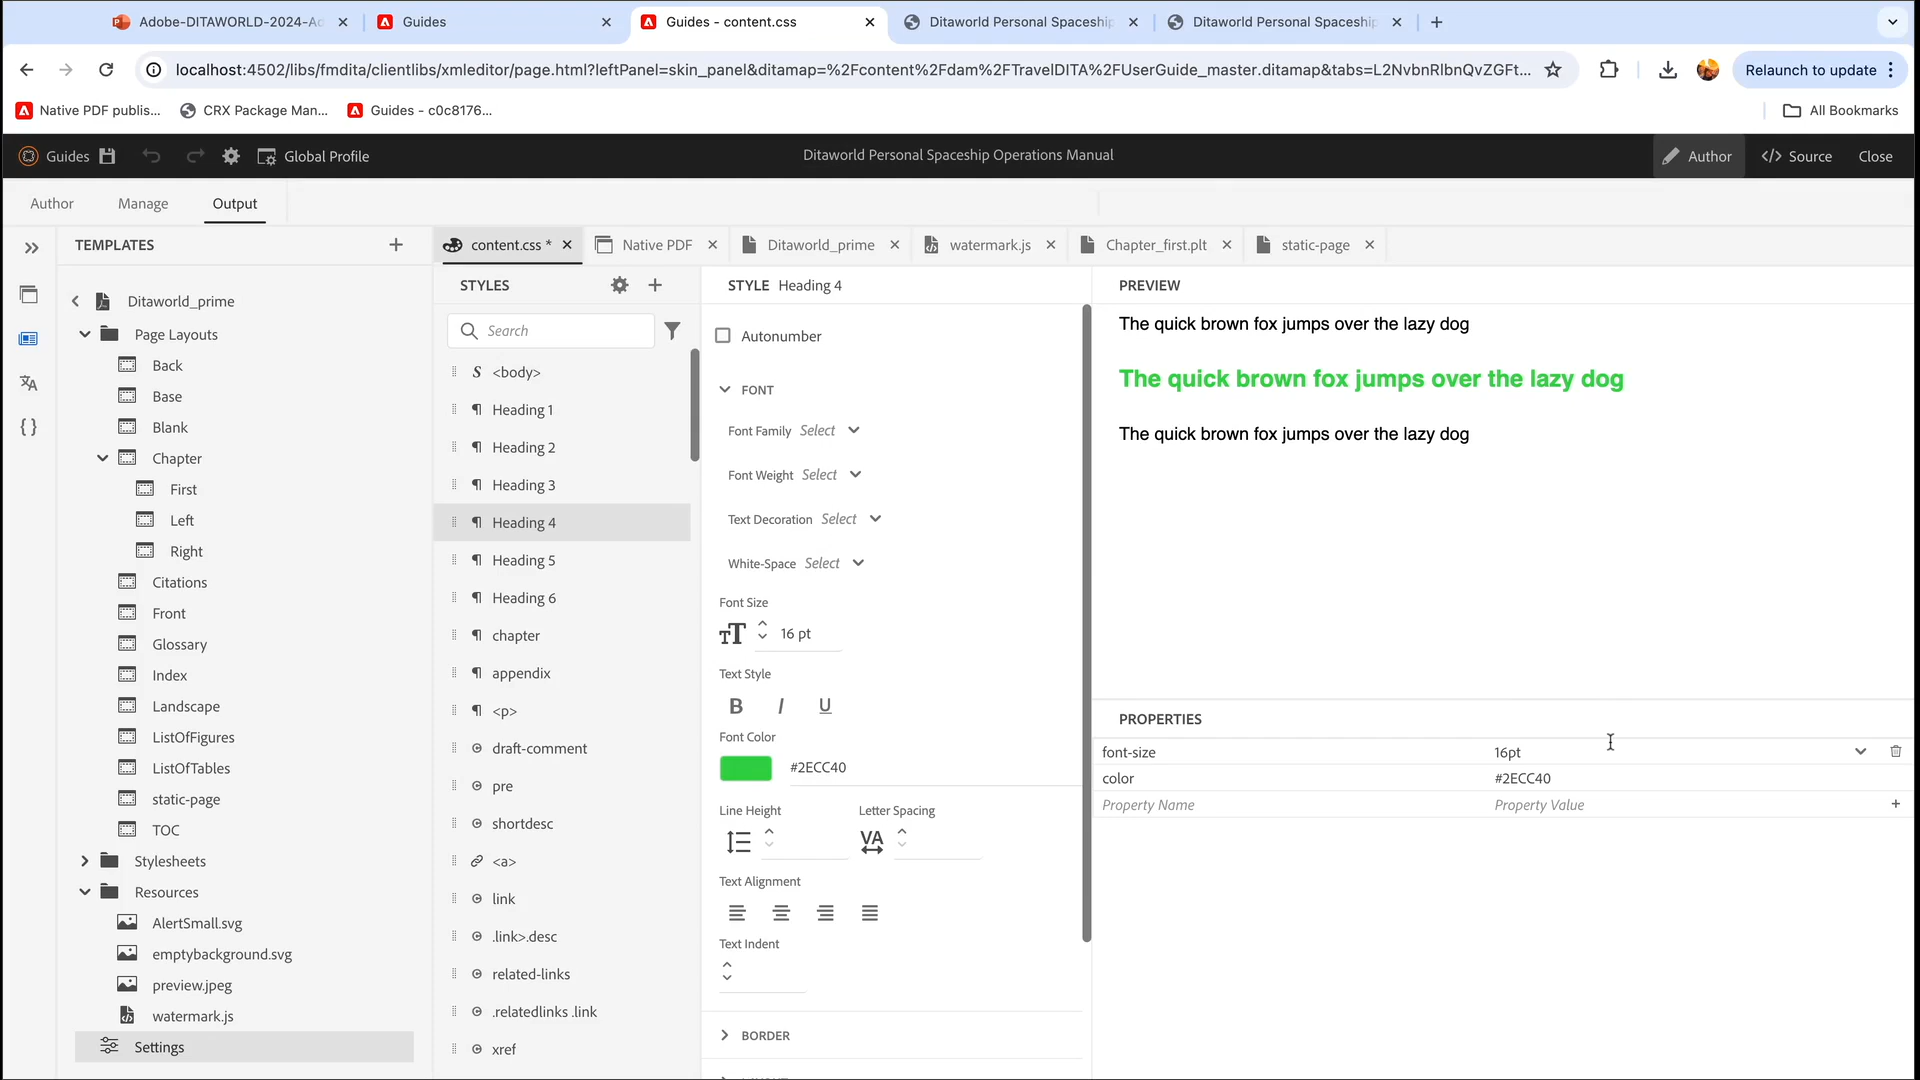 Adobe-DITAWORLD-2024-Ad
Guides
Guides - content.css
Ditaworld Personal Spaceship
Ditaworld Personal Spaceship
localhost:4502/libs/fmdita/clientlibs/xmleditor/page.html?leftPanel=skin_panel&ditamap=%2Fcontent%2Fdam%2FTravelDITA%2FUserGuide_master.ditamap&tabs=L2NvbnRlbnQvZGFt...
Relaunch to update
Native PDF publis...
CRX Package Man...
Guides - c0c8176...
All Bookmarks
Guides
Global Profile
Ditaworld Personal Spaceship Operations Manual
Author
Source
Close
Author
Manage
Output
TEMPLATES
content.css *
Native PDF
Ditaworld_prime
watermark.js
Chapter_first.plt
static-page
Ditaworld_prime
Page Layouts
Back
Base
Blank
Chapter
First
Left
Right
Citations
Front
Glossary
Index
Landscape
ListOfFigures
ListOfTables
static-page
TOC
Stylesheets
Resources
AlertSmall.svg
emptybackground.svg
preview.jpeg
watermark.js
Settings
STYLES
Search
<body>
Heading 1
Heading 2
Heading 3
Heading 4
Heading 5
Heading 6
chapter
appendix
<p>
draft-comment
pre
shortdesc
<a>
link
.link>.desc
related-links
.relatedlinks .link
xref
STYLE Heading 4
Autonumber
FONT
Font Family Select
Font Weight Select
Text Decoration Select
White-Space Select
Font Size
16 pt
Text Style
B I U
Font Color
#2ECC40
Line Height
Letter Spacing
VA
Text Alignment
Text Indent
BORDER
PREVIEW
The quick brown fox jumps over the lazy dog
The quick brown fox jumps over the lazy dog
The quick brown fox jumps over the lazy dog
PROPERTIES
font-size 16pt
color #2ECC40
Property Name Property Value